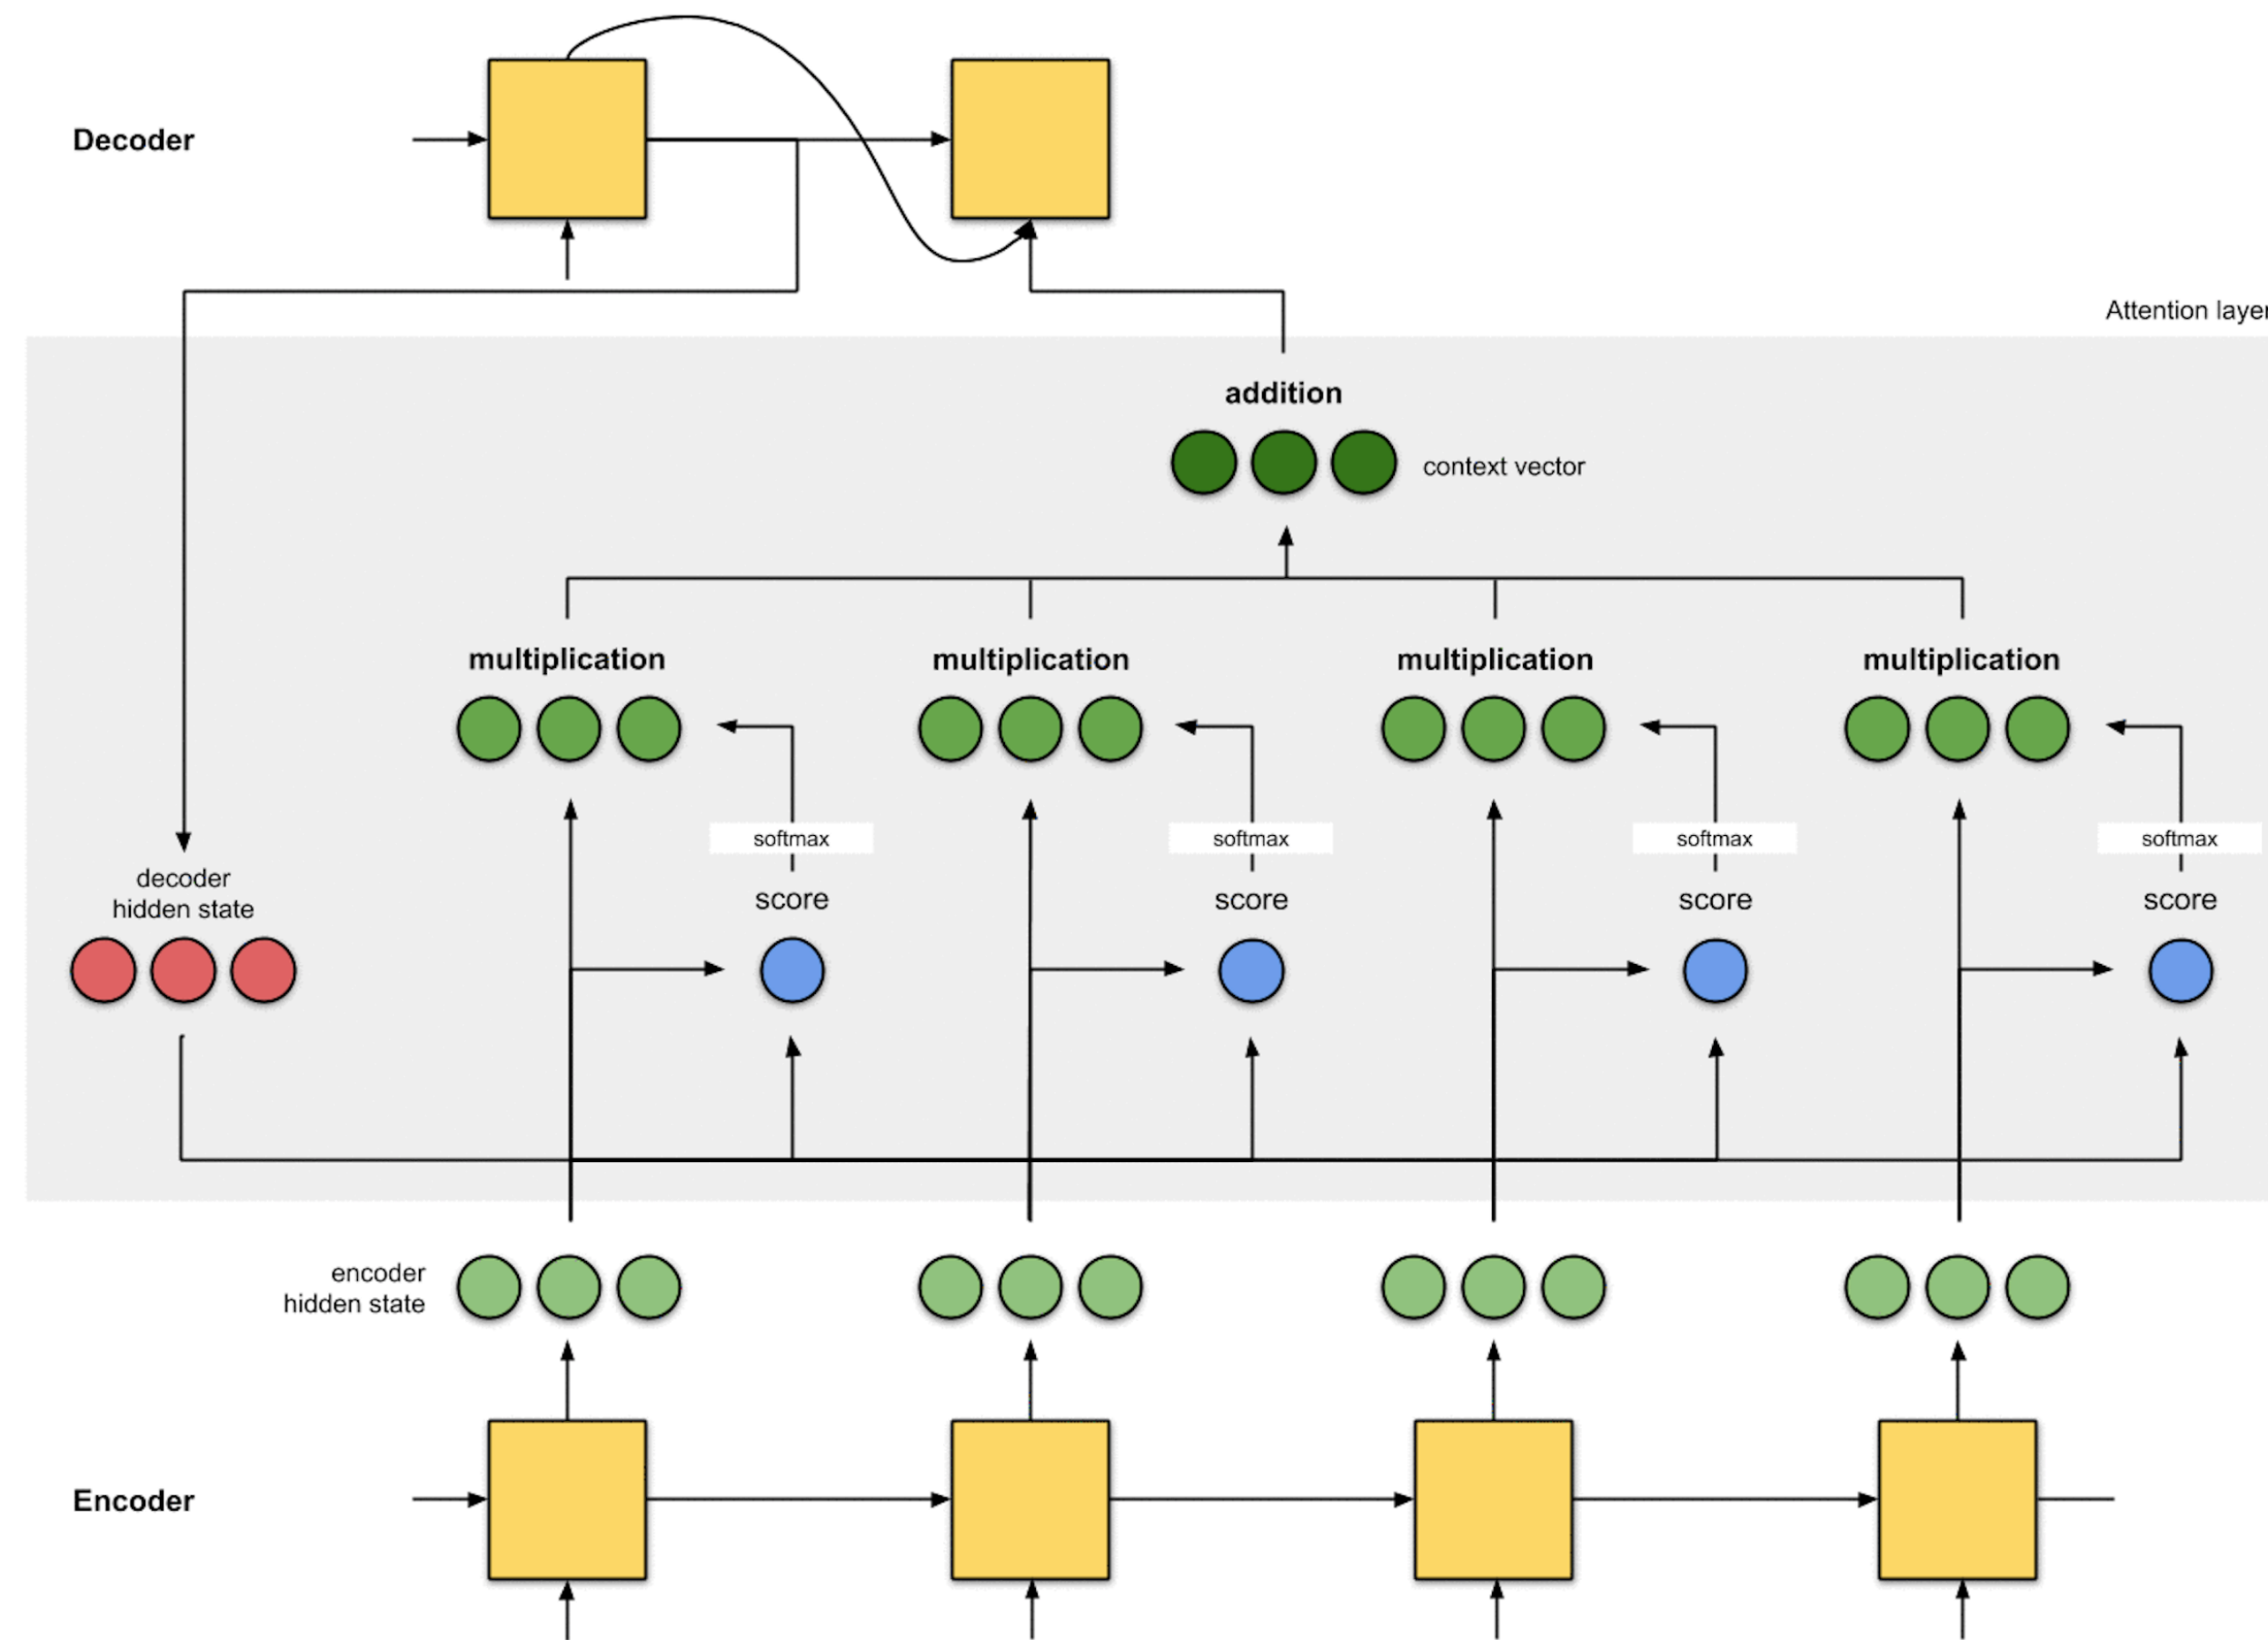 Decoder
Attention layer
addition
context vector
multiplication multiplication multiplication multiplication
softmax softmax softmax softmax
decoder
hidden state
score score score score
encoder
hidden state
Encoder